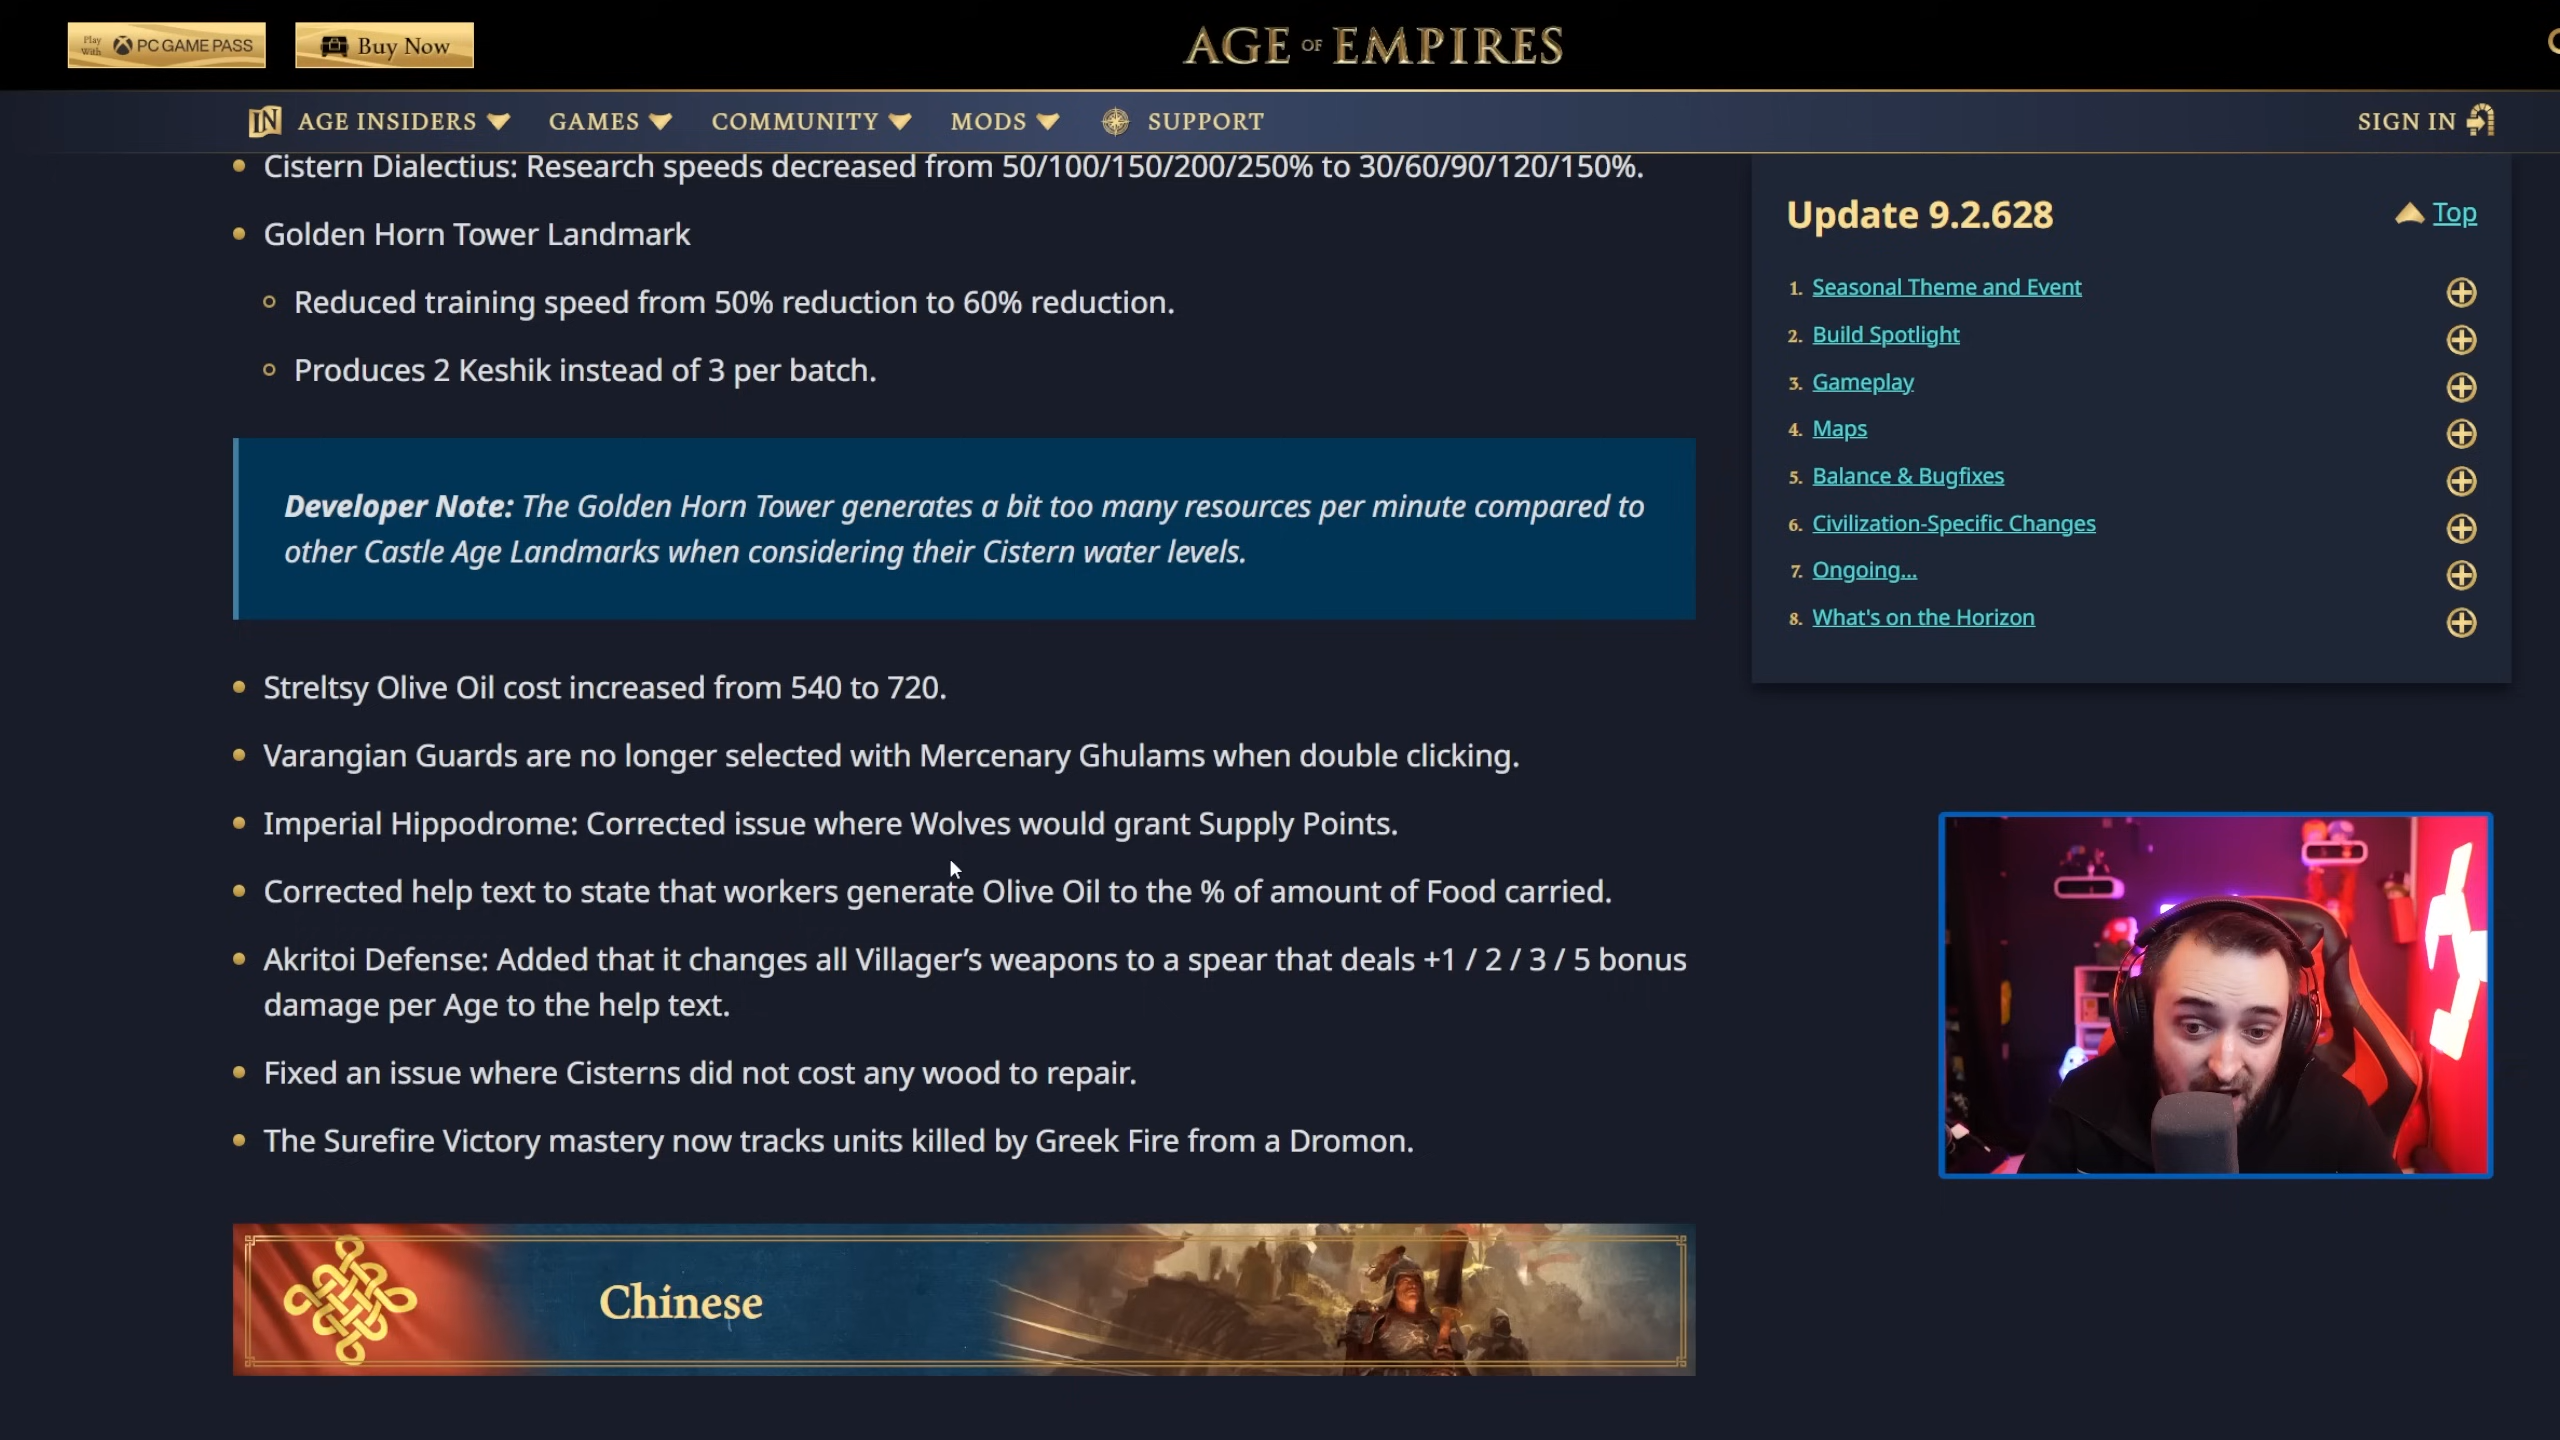 Play With PC GAME PASS
Buy Now
AGE OF EMPIRES
IN AGE INSIDERS
GAMES
COMMUNITY
MODS
SUPPORT
SIGN IN
Cistern Dialectius: Research speeds decreased from 50/100/150/200/250% to 30/60/90/120/150%.
Golden Horn Tower Landmark
Reduced training speed from 50% reduction to 60% reduction.
Produces 2 Keshik instead of 3 per batch.
Developer Note: The Golden Horn Tower generates a bit too many resources per minute compared to
other Castle Age Landmarks when considering their Cistern water levels.
Streltsy Olive Oil cost increased from 540 to 720.
Varangian Guards are no longer selected with Mercenary Ghulams when double clicking.
Imperial Hippodrome: Corrected issue where Wolves would grant Supply Points.
Corrected help text to state that workers generate Olive Oil to the % of amount of Food carried.
Akritoi Defense: Added that it changes all Villager’s weapons to a spear that deals +1 / 2 / 3 / 5 bonus
damage per Age to the help text.
Fixed an issue where Cisterns did not cost any wood to repair.
The Surefire Victory mastery now tracks units killed by Greek Fire from a Dromon.
Chinese
Update 9.2.628
Top
1. Seasonal Theme and Event
2. Build Spotlight
3. Gameplay
4. Maps
5. Balance & Bugfixes
6. Civilization-Specific Changes
7. Ongoing...
8. What's on the Horizon